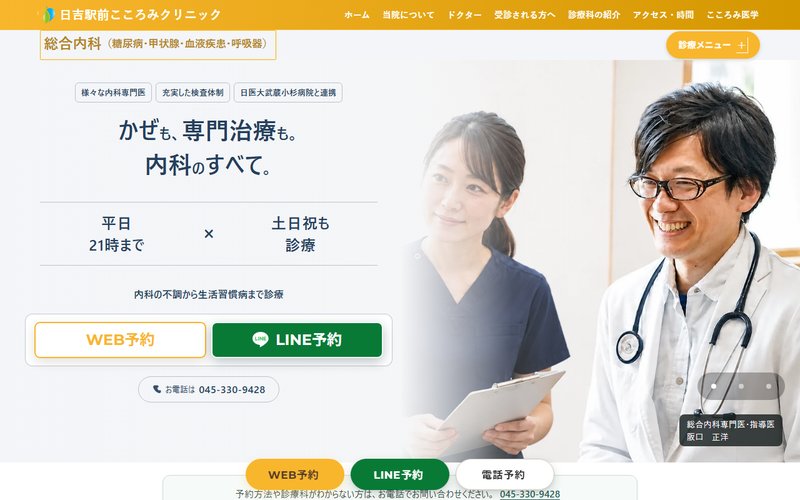 日吉駅前こころみクリニック
ホーム 当院について ドクター 受診される方へ 診療科の紹介 アクセス・時間 こころみ医学
総合内科（糖尿病・甲状腺・血液疾患・呼吸器）
診療メニュー
様々な内科専門医 充実した検査体制 日医大武蔵小杉病院と連携
かぜも、専門治療も。
内科のすべて。
平日
21時まで
×
土日祝も
診療
内科の不調から生活習慣病まで診療
WEB予約
LINE LINE予約
お電話は 045-330-9428
総合内科専門医・指導医
阪口 正洋
WEB予約 LINE予約 電話予約
予約方法や診療科がわからない方は、お電話でお問い合わせください。 045-330-9428